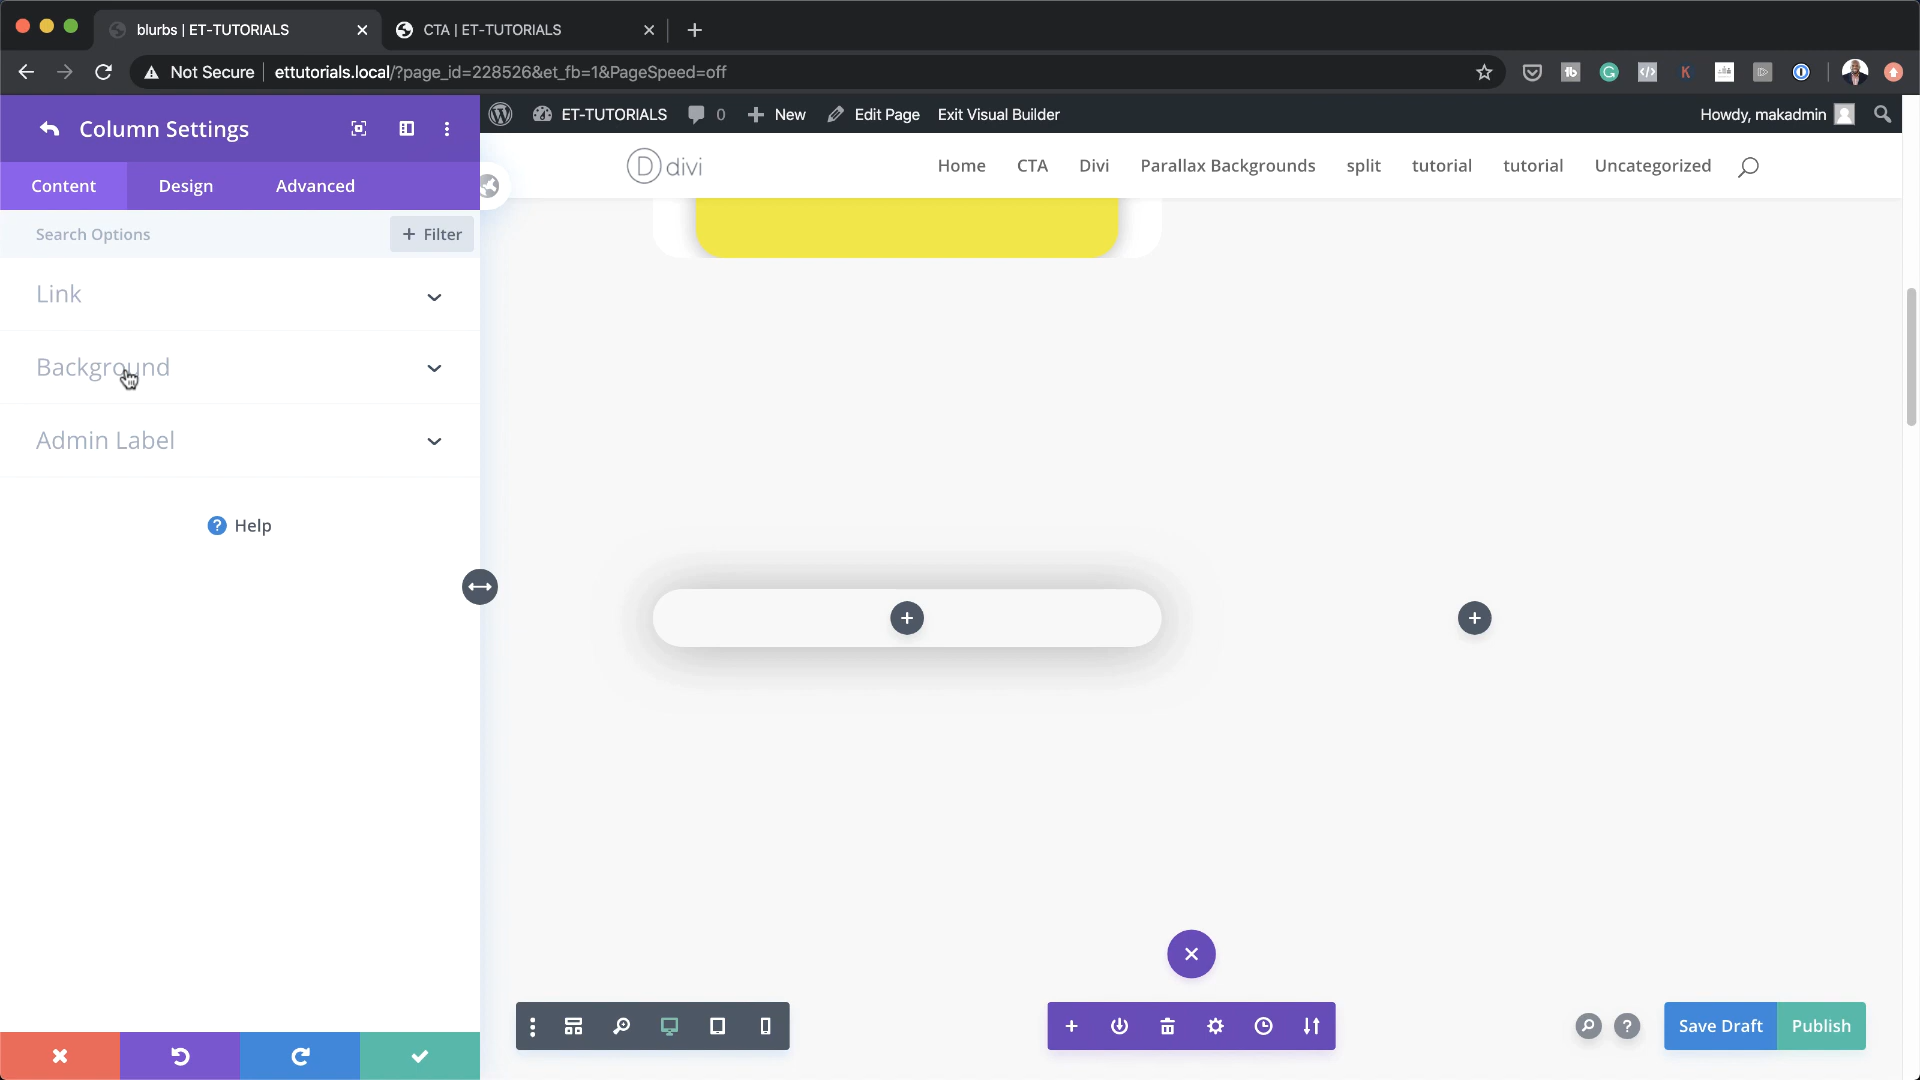 blurbs | ET-TUTORIALS
CTA | ET-TUTORIALS
Not Secure
ettutorials.local/?page_id=228526&et_fb=1&PageSpeed=off
Column Settings
ET-TUTORIALS
0
New
Edit Page
Exit Visual Builder
Howdy, makadmin
Content
Design
Advanced
divi
Home
CTA
Divi
Parallax Backgrounds
split
tutorial
tutorial
Uncategorized
Search Options
+ Filter
Link
Background
Admin Label
? Help
Save Draft
Publish